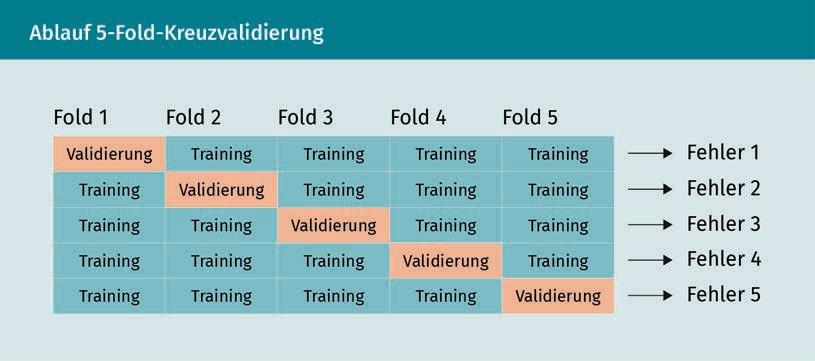 Ablauf 5-Fold-Kreuzvalidierung
Fold 1 Fold 2 Fold 3 Fold 4 Fold 5
Validierung Training Training Training Training Fehler 1
Training Validierung Training Training Training Fehler 2
Training Training Validierung Training Training Fehler 3
Training Training Training Validierung Training Fehler 4
Training Training Training Training Validierung Fehler 5